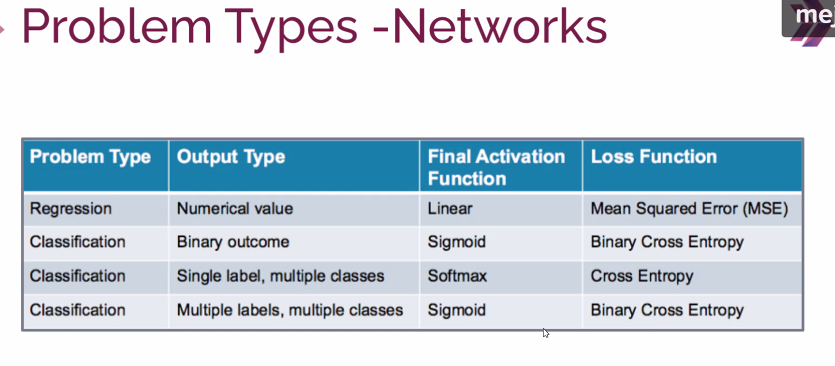 Problem Types -Networks
mej
Problem Type Output Type Final Activation Function Loss Function
Regression Numerical value Linear Mean Squared Error (MSE)
Classification Binary outcome Sigmoid Binary Cross Entropy
Classification Single label, multiple classes Softmax Cross Entropy
Classification Multiple labels, multiple classes Sigmoid Binary Cross Entropy